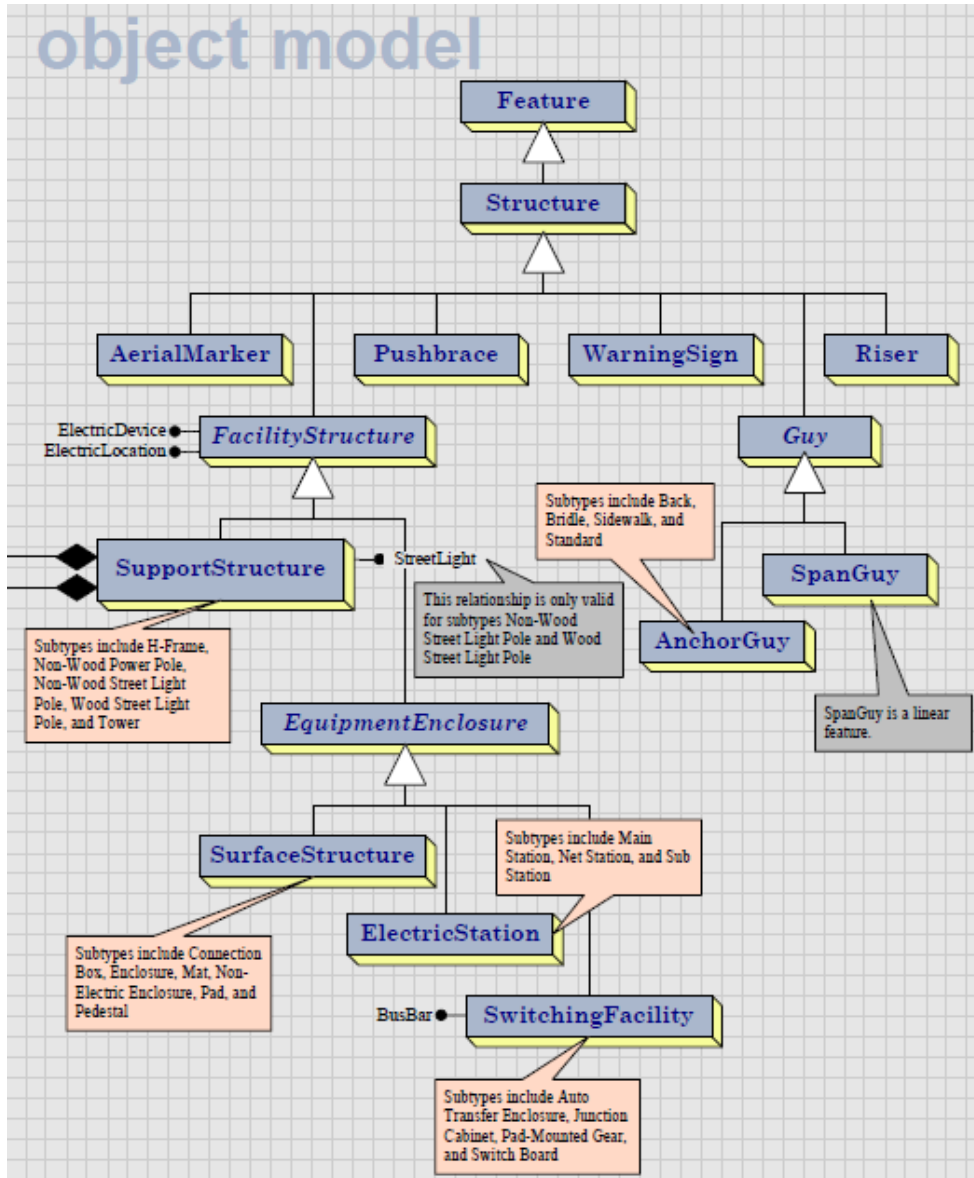 object model
Feature
Structure
AerialMarker
Pushbrace
WarningSign
Riser
ElectricDevice
ElectricLocation
FacilityStructure
Guy
Subtypes include Back,
Bridle, Sidewalk, and
Standard
SupportStructure
StreetLight
SpanGuy
This relationship is only valid
for subtypes Non-Wood
Street Light Pole and Wood
Street Light Pole
AnchorGuy
Subtypes include H-Frame,
Non-Wood Power Pole,
Non-Wood Street Light
Pole, Wood Street Light
Pole, and Tower
SpanGuy is a linear
feature.
EquipmentEnclosure
SurfaceStructure
Subtypes include Main
Station, Net Station, and Sub
Station
ElectricStation
Subtypes include Connection
Box, Enclosure, Mat, Non-
Electric Enclosure, Pad, and
Pedestal
BusBar
SwitchingFacility
Subtypes include Auto
Transfer Enclosure, Junction
Cabinet, Pad-Mounted Gear,
and Switch Board